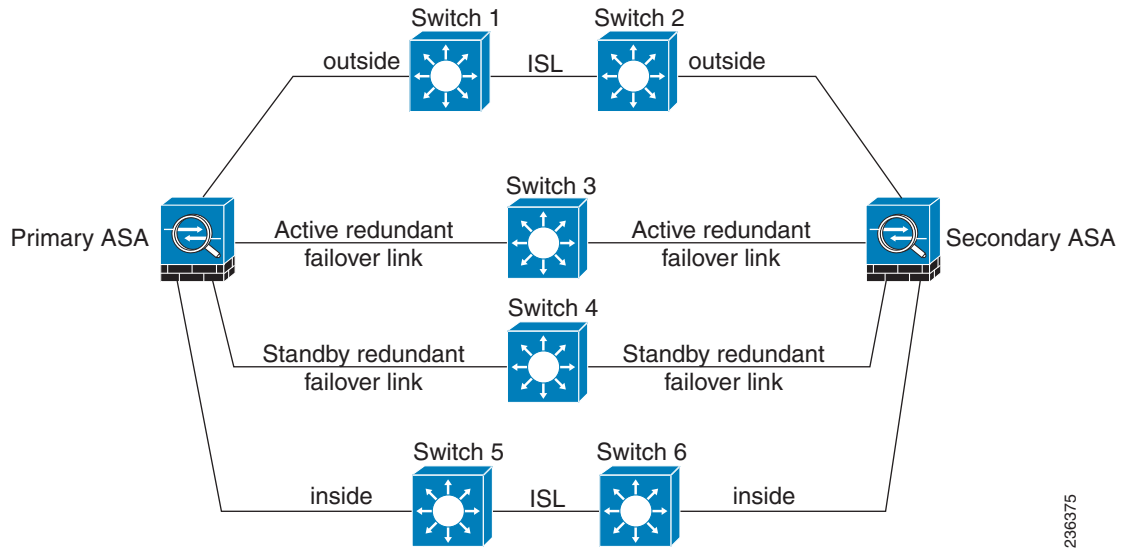 Switch 1
Switch 2
outside
ISL
outside
Switch 3
Primary ASA
Active redundant
failover link
Active redundant
failover link
Secondary ASA
Switch 4
Standby redundant
failover link
Standby redundant
failover link
Switch 5
Switch 6
inside
ISL
inside
236375